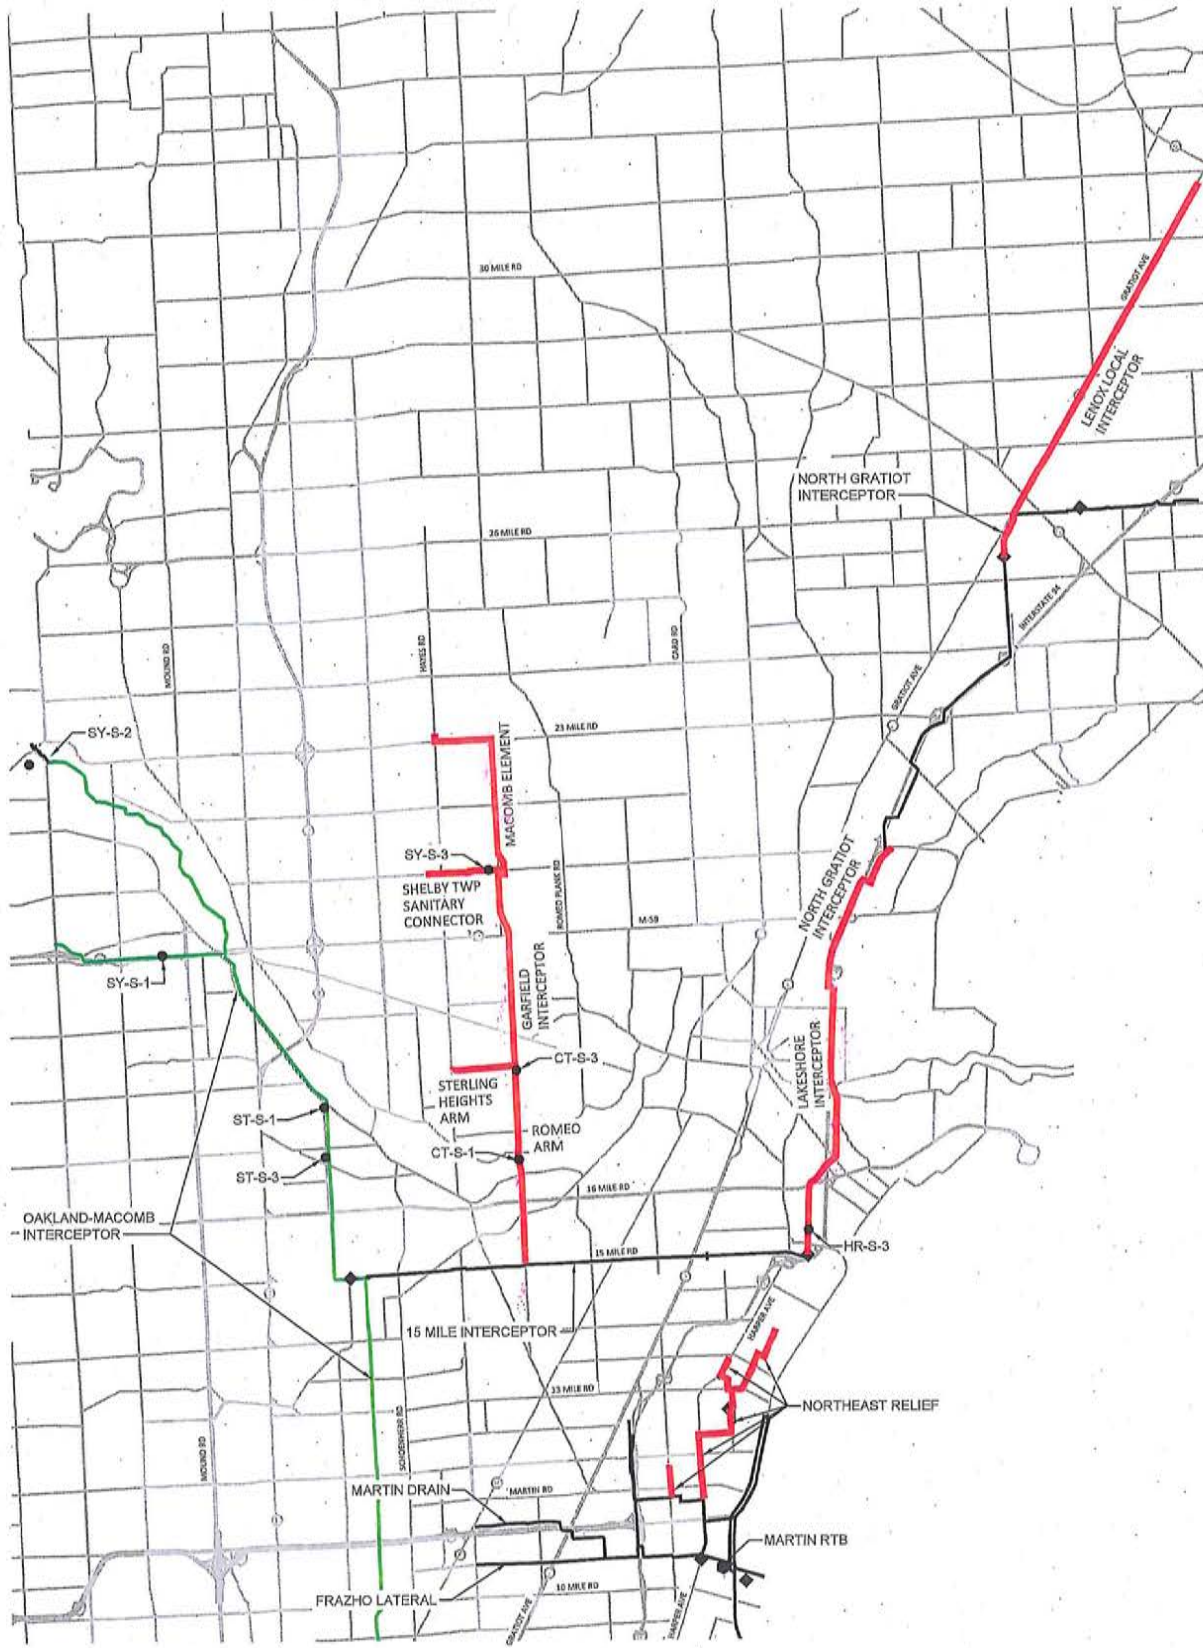 30 MILE RD
GRATIOT AVE
LENOX LOCAL
INTERCEPTOR
NORTH GRATIOT
INTERCEPTOR
26 MILE RD
INTERSTATE 94
HAYES RD
CARD RD
MOUND RD
GRATIOT AVE
23 MILE RD
SY-S-2
MACOMB ELEMENT
SY-S-3
SHELBY TWP
SANITARY
CONNECTOR
ROMEO PLANK RD
M-59
NORTH GRATIOT
INTERCEPTOR
SY-S-1
GARFIELD
INTERCEPTOR
CT-S-3
LAKESHORE
INTERCEPTOR
STERLING
HEIGHTS
ARM
ST-S-1
ROMEO
ARM
CT-S-1
ST-S-3
16 MILE RD
OAKLAND-MACOMB
INTERCEPTOR
HR-S-3
15 MILE RD
15 MILE INTERCEPTOR
HARPER AVE
13 MILE RD
NORTHEAST RELIEF
SCHOENHERR RD
MOUND RD
MARTIN DRAIN
MARTIN RD
MARTIN RTB
FRAZHO LATERAL
10 MILE RD
GRATIOT AVE
HARPER AVE